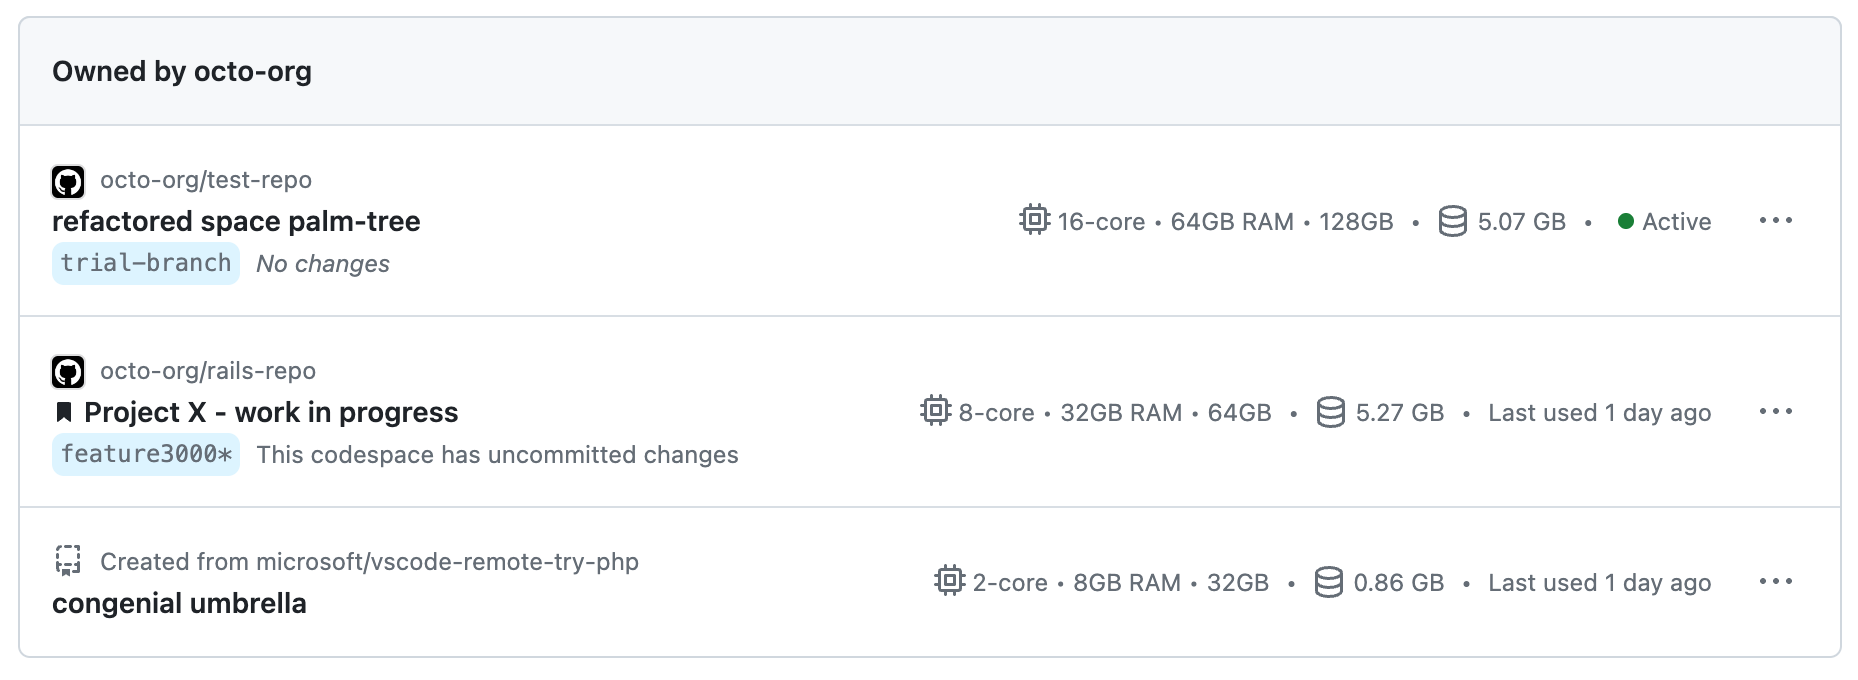 Owned by octo-org
octo-org/test-repo
refactored space palm-tree
trial-branch No changes
16-core • 64GB RAM • 128GB • 5.07 GB • Active
octo-org/rails-repo
Project X - work in progress
feature3000* This codespace has uncommitted changes
8-core • 32GB RAM • 64GB • 5.27 GB • Last used 1 day ago
Created from microsoft/vscode-remote-try-php
congenial umbrella
2-core • 8GB RAM • 32GB • 0.86 GB • Last used 1 day ago